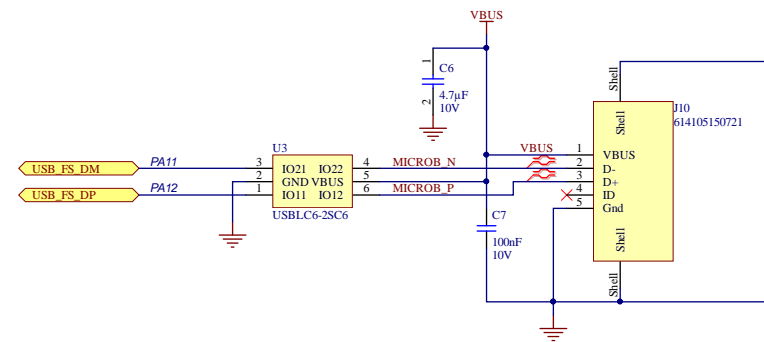 VBUS
1
C6
4.7µF
2
10V
Shell
J10
614105150721
Shell
U3
VBUS
1
VBUS
USB_FS_DM
PA11
3
IO21
IO22
4
MICROB_N
2
D-
2
GND
VBUS
5
3
D+
USB_FS_DP
PA12
1
IO11
IO12
6
MICROB_P
4
ID
5
Gnd
USBLC6-2SC6
1
C7
100nF
2
10V
Shell
Shell